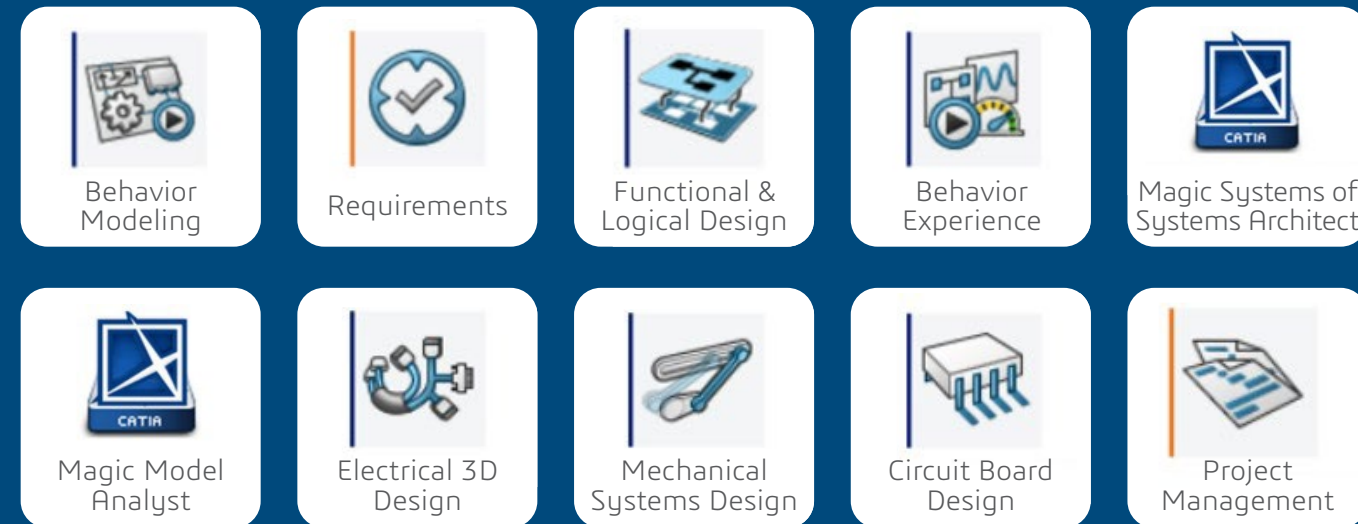 Behavior
Modeling
Requirements
Functional &
Logical Design
Behavior
Experience
CATIA
Magic Systems of
Systems Architect
CATIA
Magic Model
Analyst
Electrical 3D
Design
Mechanical
Systems Design
Circuit Board
Design
Project
Management